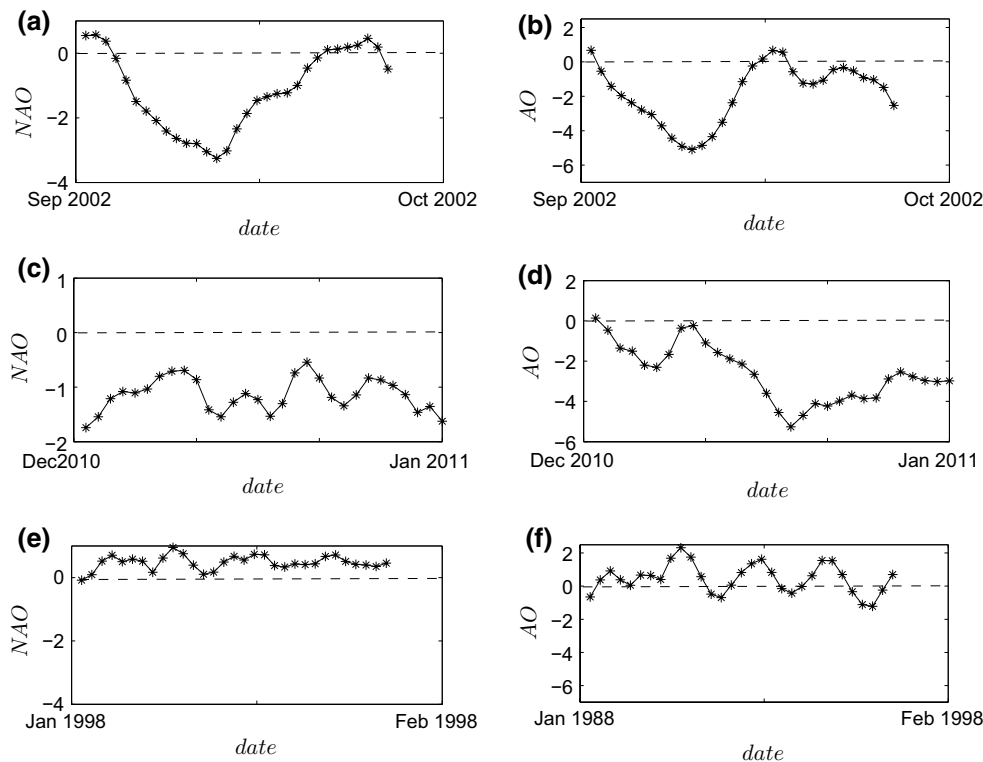 (a)
0
−2
−4
NAO
Sep 2002
Oct 2002
date
(b)
2
0
−2
−4
−6
AO
Sep 2002
Oct 2002
date
(c)
1
0
−1
−2
NAO
Dec2010
Jan 2011
date
(d)
2
0
−2
−4
−6
AO
Dec 2010
Jan 2011
date
(e)
0
−2
−4
NAO
Jan 1998
Feb 1998
date
(f)
2
0
−2
−4
−6
AO
Jan 1988
Feb 1998
date